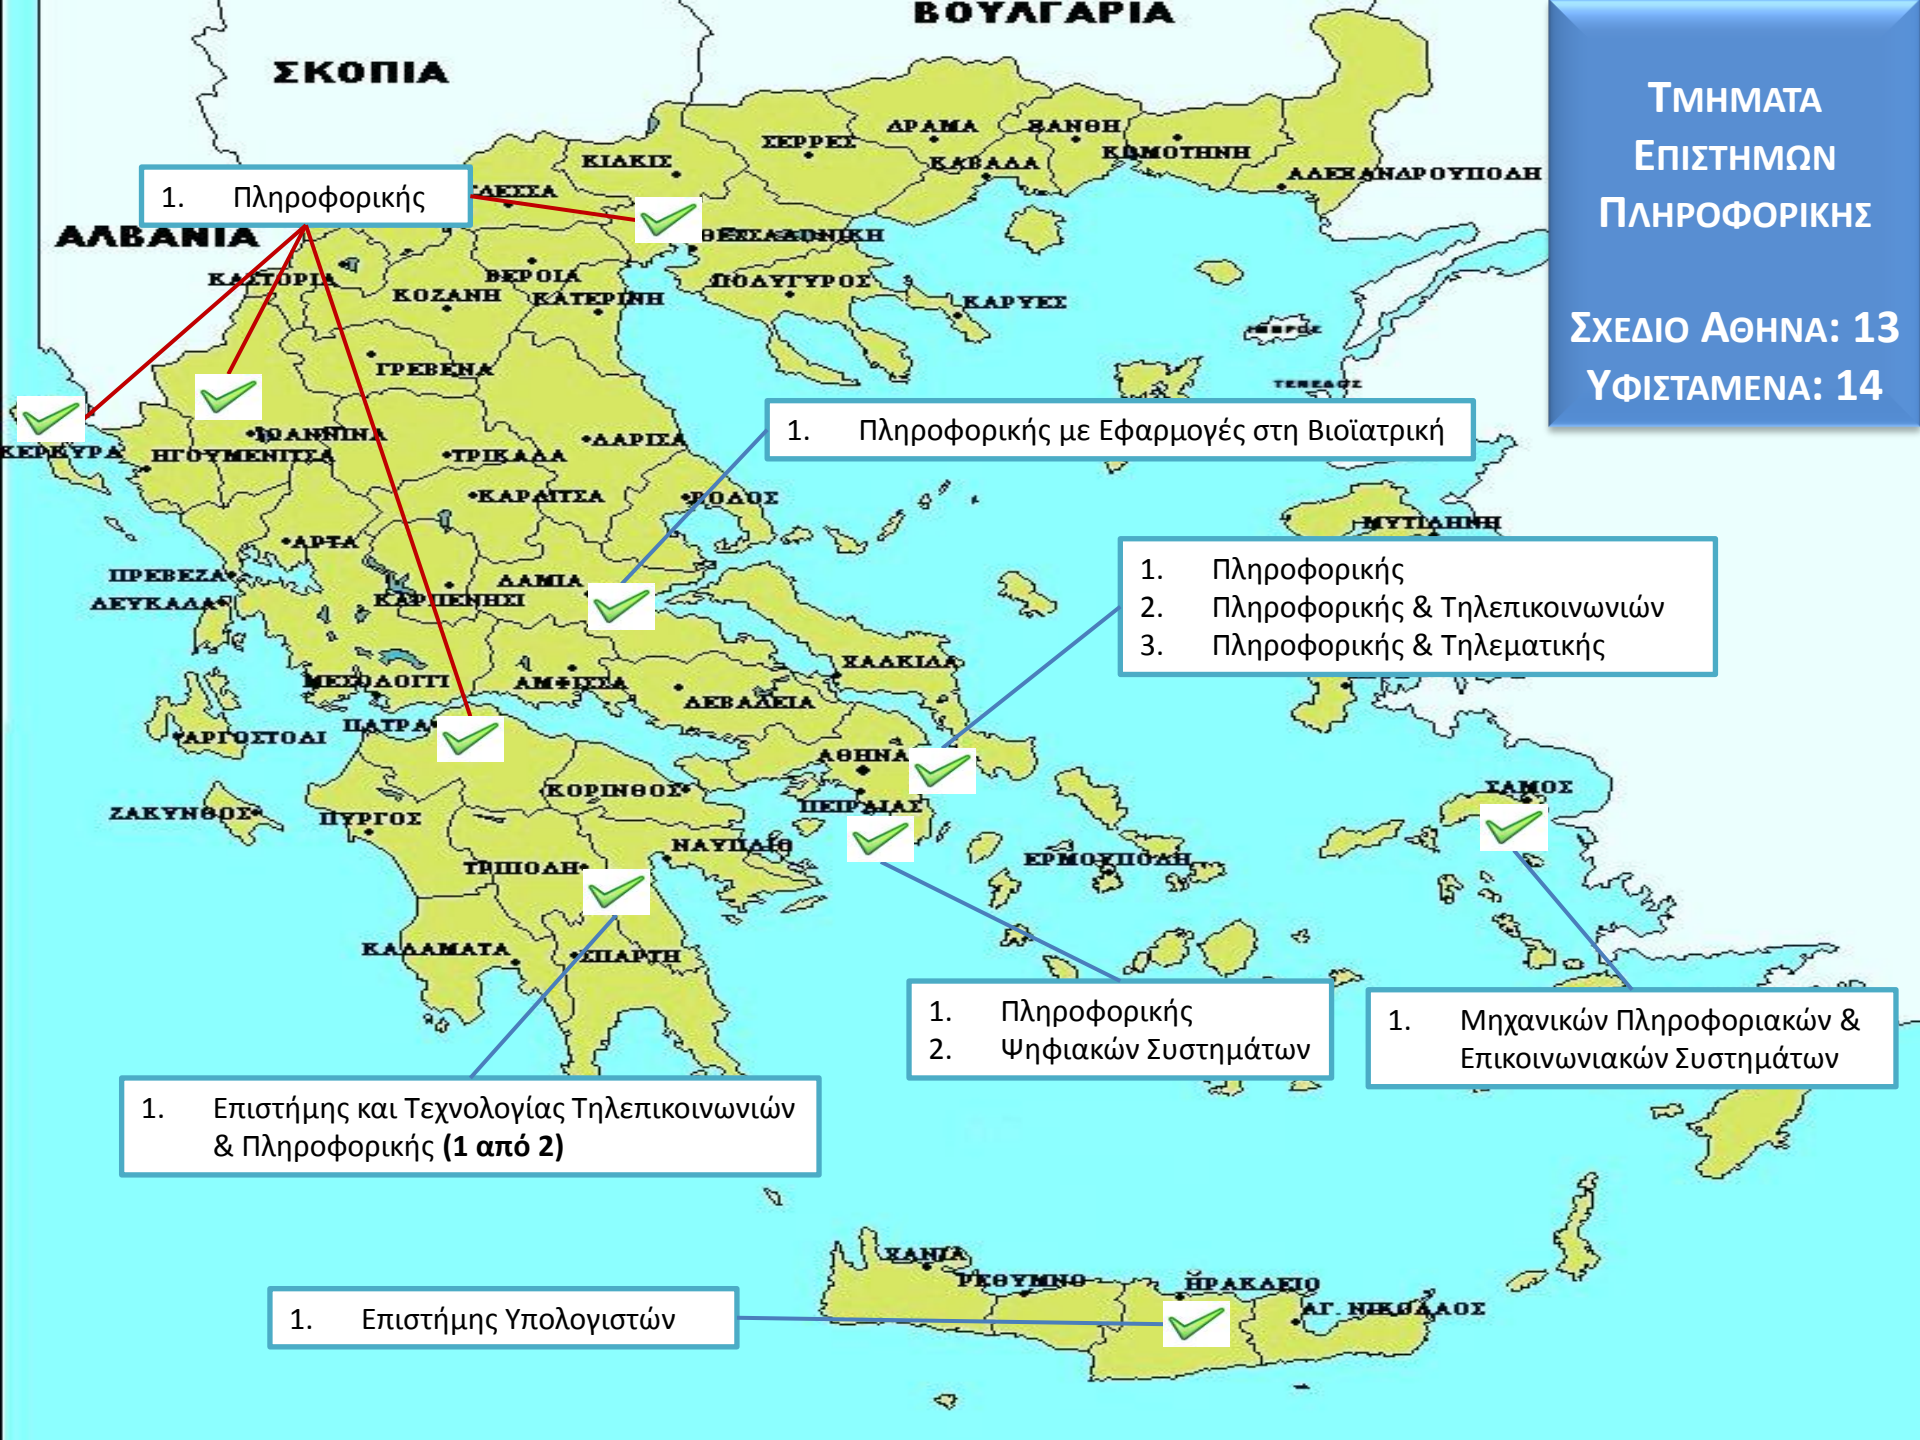 ΒΟΥΛΓΑΡΙΑ
ΣΚΟΠΙΑ
ΑΛΒΑΝΙΑ
ΤΜΗΜΑΤΑ
ΕΠΙΣΤΗΜΩΝ
ΠΛΗΡΟΦΟΡΙΚΗΣ
ΣΧΕΔΙΟ ΑΘΗΝΑ: 13
ΥΦΙΣΤΑΜΕΝΑ: 14
1. Πληροφορικής
ΔΡΑΜΑ
ΞΑΝΘΗ
ΣΕΡΡΕΣ
ΚΙΛΚΙΣ
ΚΑΒΑΛΑ
ΚΟΜΟΤΗΝΗ
ΑΛΕΞΑΝΔΡΟΥΠΟΛΗ
ΘΕΣΣΑΛΟΝΙΚΗ
ΚΑΣΤΟΡΙΑ
ΒΕΡΟΙΑ
ΠΟΛΥΓΥΡΟΣ
ΚΟΖΑΝΗ
ΚΑΤΕΡΙΝΗ
ΚΑΡΥΕΣ
ΓΡΕΒΕΝΑ
ΤΕΝΕΔΟΣ
1. Πληροφορικής με Εφαρμογές στη Βιοϊατρική
ΙΩΑΝΝΙΝΑ
ΛΑΡΙΣΑ
ΚΕΡΚΥΡΑ
ΗΓΟΥΜΕΝΙΤΣΑ
ΤΡΙΚΑΛΑ
ΚΑΡΔΙΤΣΑ
ΒΟΛΟΣ
ΜΥΤΙΛΗΝΗ
ΑΡΤΑ
ΠΡΕΒΕΖΑ
ΛΑΜΙΑ
ΛΕΥΚΑΔΑ
ΚΑΡΠΕΝΗΣΙ
1. Πληροφορικής
2. Πληροφορικής & Τηλεπικοινωνιών
3. Πληροφορικής & Τηλεματικής
ΧΑΛΚΙΔΑ
ΜΕΣΟΛΟΓΓΙ
ΑΜΦΙΣΣΑ
ΛΕΒΑΔΕΙΑ
ΠΑΤΡΑ
ΑΡΓΟΣΤΟΛΙ
ΑΘΗΝΑ
ΚΟΡΙΝΘΟΣ
ΣΑΜΟΣ
ΠΕΙΡΑΙΑΣ
ΖΑΚΥΝΘΟΣ
ΠΥΡΓΟΣ
ΝΑΥΠΛΙΟ
ΕΡΜΟΥΠΟΛΗ
ΤΡΙΠΟΛΗ
ΚΑΛΑΜΑΤΑ
ΣΠΑΡΤΗ
1. Πληροφορικής
2. Ψηφιακών Συστημάτων
1. Μηχανικών Πληροφοριακών &
Επικοινωνιακών Συστημάτων
1. Επιστήμης και Τεχνολογίας Τηλεπικοινωνιών
& Πληροφορικής (1 από 2)
ΧΑΝΙΑ
ΡΕΘΥΜΝΟ
ΗΡΑΚΛΕΙΟ
ΑΓ. ΝΙΚΟΛΑΟΣ
1. Επιστήμης Υπολογιστών